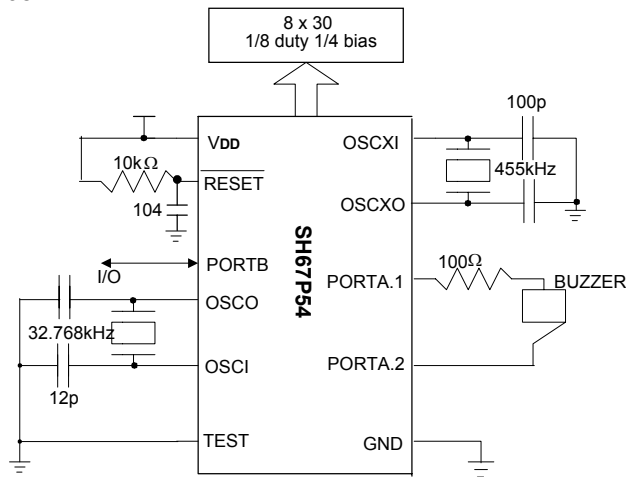 8 x 30
1/8 duty 1/4 bias
100p
VDD
OSCXI
10kΩ
RESET
455kHz
104
OSCXO
SH67P54
I/O
PORTB
100Ω
PORTA.1
BUZZER
OSCO
32.768kHz
OSCI
PORTA.2
12p
TEST
GND